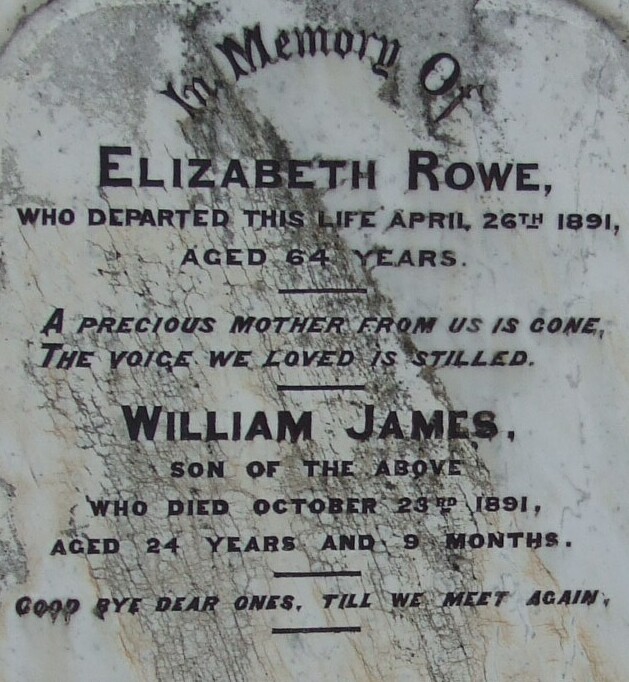 In Memory Of
ELIZABETH ROWE,
WHO DEPARTED THIS LIFE APRIL 26TH 1891,
AGED 64 YEARS.
A PRECIOUS MOTHER FROM US IS GONE,
THE VOICE WE LOVED IS STILLED.
WILLIAM JAMES,
SON OF THE ABOVE
WHO DIED OCTOBER 23RD 1891,
AGED 24 YEARS AND 9 MONTHS.
GOOD BYE DEAR ONES, TILL WE MEET AGAIN.